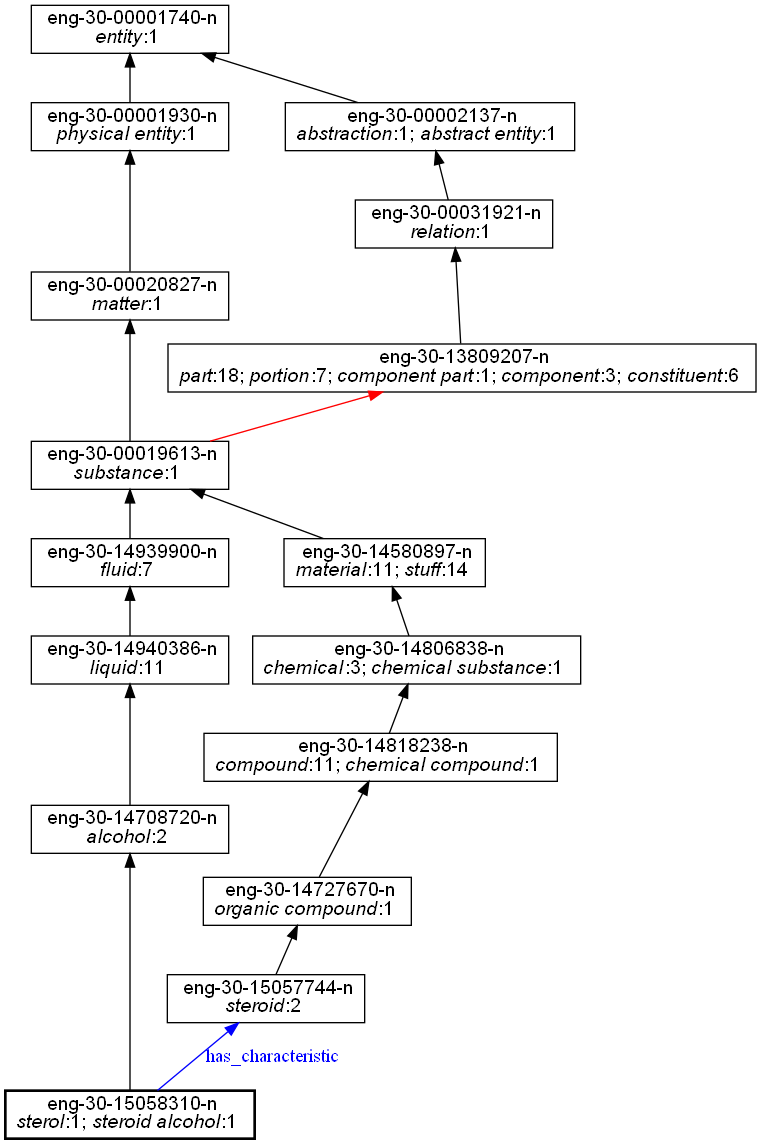 eng-30-00001740-n
entity:1
eng-30-00001930-n
physical entity:1
eng-30-00002137-n
abstraction:1; abstract entity:1
eng-30-00031921-n
relation:1
eng-30-00020827-n
matter:1
eng-30-13809207-n
part:18; portion:7; component part:1; component:3; constituent:6
eng-30-00019613-n
substance:1
eng-30-14939900-n
fluid:7
eng-30-14580897-n
material:11; stuff:14
eng-30-14940386-n
liquid:11
eng-30-14806838-n
chemical:3; chemical substance:1
eng-30-14818238-n
compound:11; chemical compound:1
eng-30-14708720-n
alcohol:2
eng-30-14727670-n
organic compound:1
eng-30-15057744-n
steroid:2
has_characteristic
eng-30-15058310-n
sterol:1; steroid alcohol:1